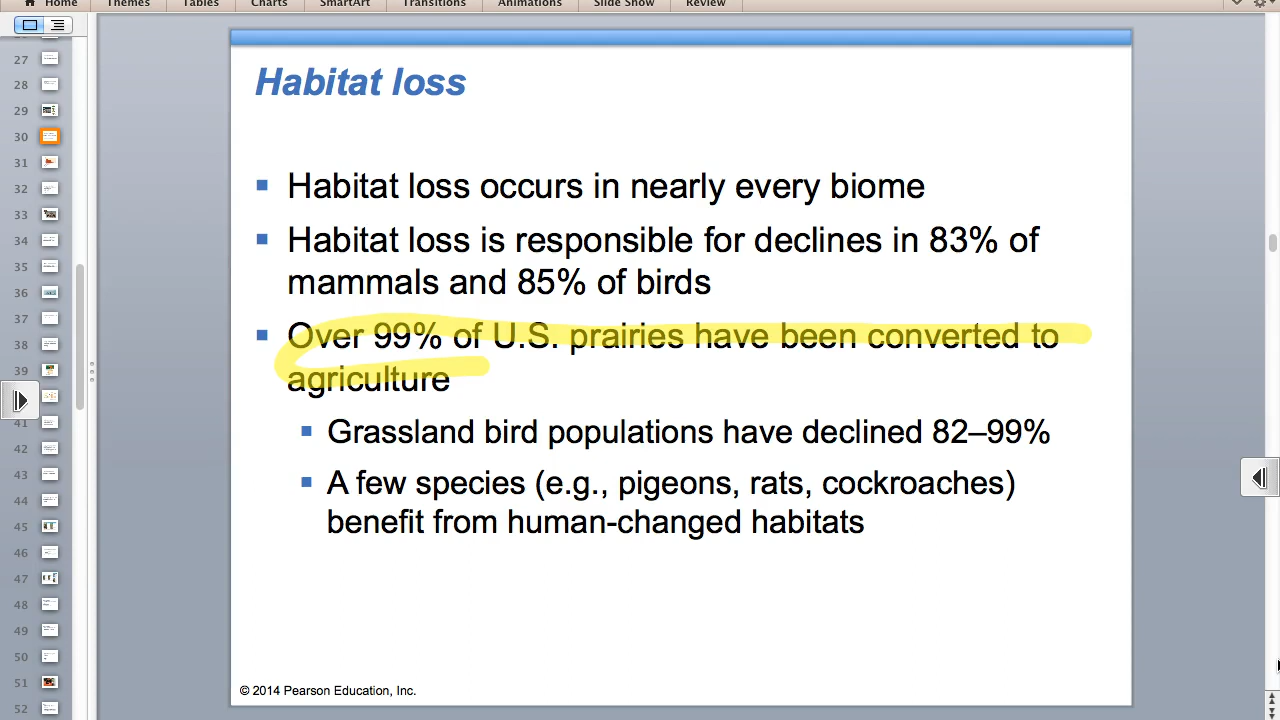 Home Themes Tables Charts SmartArt Transitions Animations Slide Show Review
27
28
29
30
31
32
33
34
35
36
37
38
39
41
42
43
44
45
46
47
48
49
50
51
52
Habitat loss
Habitat loss occurs in nearly every biome
Habitat loss is responsible for declines in 83% of
mammals and 85% of birds
Over 99% of U.S. prairies have been converted to
agriculture
Grassland bird populations have declined 82–99%
A few species (e.g., pigeons, rats, cockroaches)
benefit from human-changed habitats
© 2014 Pearson Education, Inc.